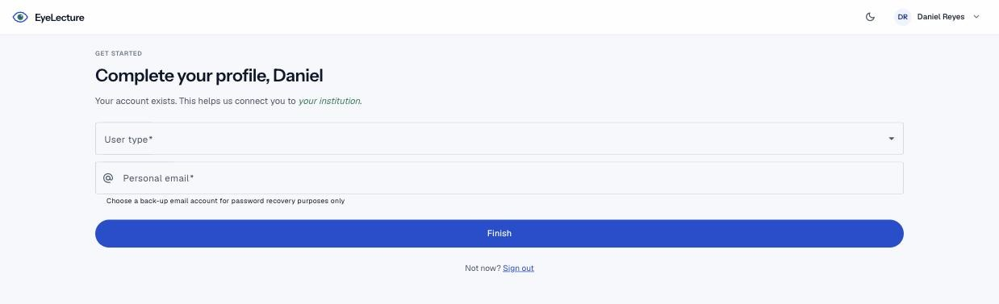 EyeLecture
DR Daniel Reyes
GET STARTED
Complete your profile, Daniel
Your account exists. This helps us connect you to your institution.
User type*
Personal email*
Choose a back-up email account for password recovery purposes only
Finish
Not now? Sign out